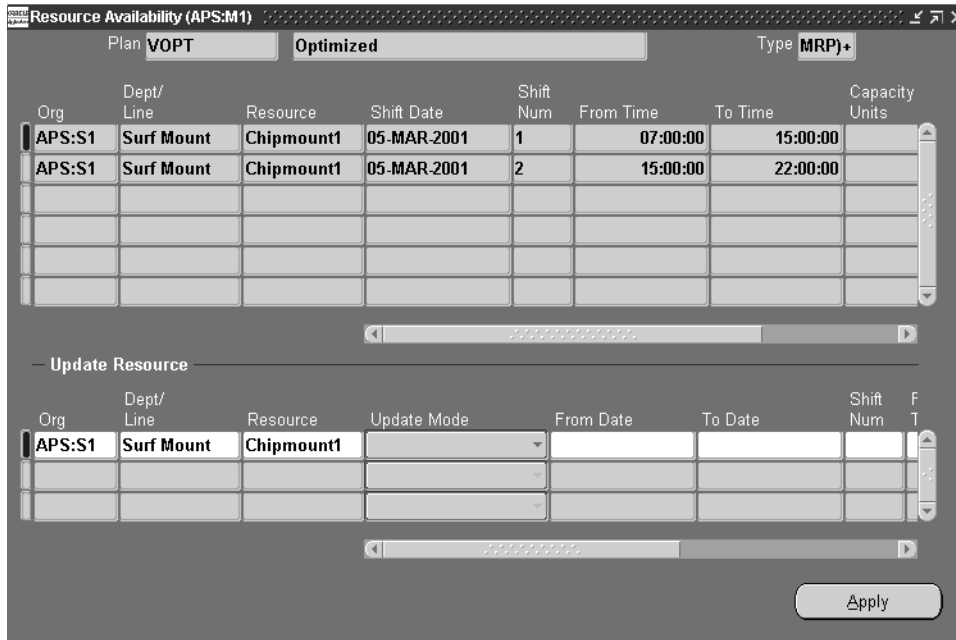 ORACLE Resource Availability (APS:M1)
Plan VOPT Optimized Type MRP)+
Org Dept/ Line Resource Shift Date Shift Num From Time To Time Capacity Units
APS:S1 Surf Mount Chipmount1 05-MAR-2001 1 07:00:00 15:00:00
APS:S1 Surf Mount Chipmount1 05-MAR-2001 2 15:00:00 22:00:00
Update Resource
Org Dept/ Line Resource Update Mode From Date To Date Shift Num F T
APS:S1 Surf Mount Chipmount1
Apply